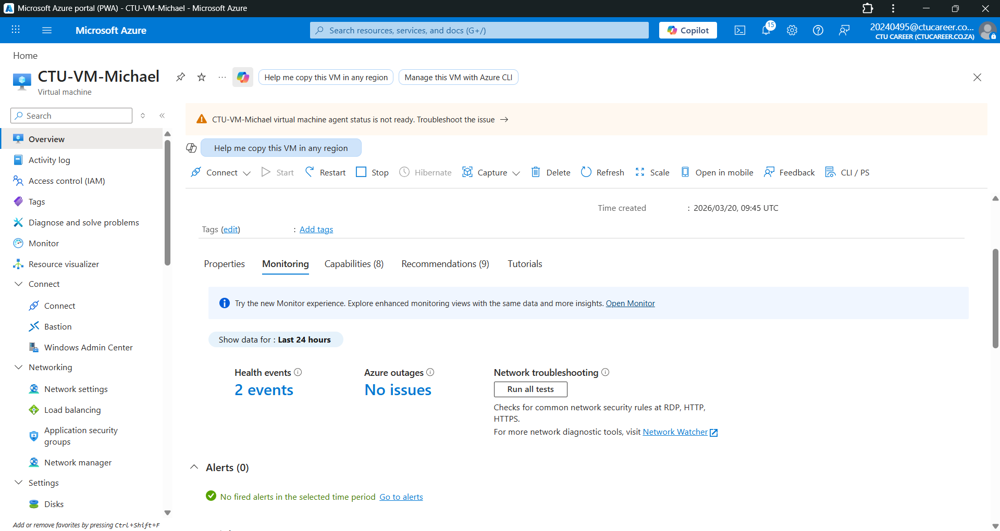 Microsoft Azure portal (PWA) - CTU-VM-Michael - Microsoft Azure
Microsoft Azure
Search resources, services, and docs (G+/)
Copilot
15
20240495@ctucareer.co...
CTU CAREER (CTUCAREER.CO.ZA)
Home
CTU-VM-Michael
Virtual machine
Help me copy this VM in any region
Manage this VM with Azure CLI
Search
Overview
Activity log
Access control (IAM)
Tags
Diagnose and solve problems
Monitor
Resource visualizer
Connect
Connect
Bastion
Windows Admin Center
Networking
Network settings
Load balancing
Application security
groups
Network manager
Settings
Disks
Add or remove favorites by pressing Ctrl+Shift+F
CTU-VM-Michael virtual machine agent status is not ready. Troubleshoot the issue →
Help me copy this VM in any region
Connect
Start
Restart
Stop
Hibernate
Capture
Delete
Refresh
Scale
Open in mobile
Feedback
CLI / PS
Time created : 2026/03/20, 09:45 UTC
Tags (edit) : Add tags
Properties
Monitoring
Capabilities (8)
Recommendations (9)
Tutorials
Try the new Monitor experience. Explore enhanced monitoring views with the same data and more insights. Open Monitor
Show data for : Last 24 hours
Health events
2 events
Azure outages
No issues
Network troubleshooting
Run all tests
Checks for common network security rules at RDP, HTTP,
HTTPS.
For more network diagnostic tools, visit Network Watcher
Alerts (0)
No fired alerts in the selected time period Go to alerts